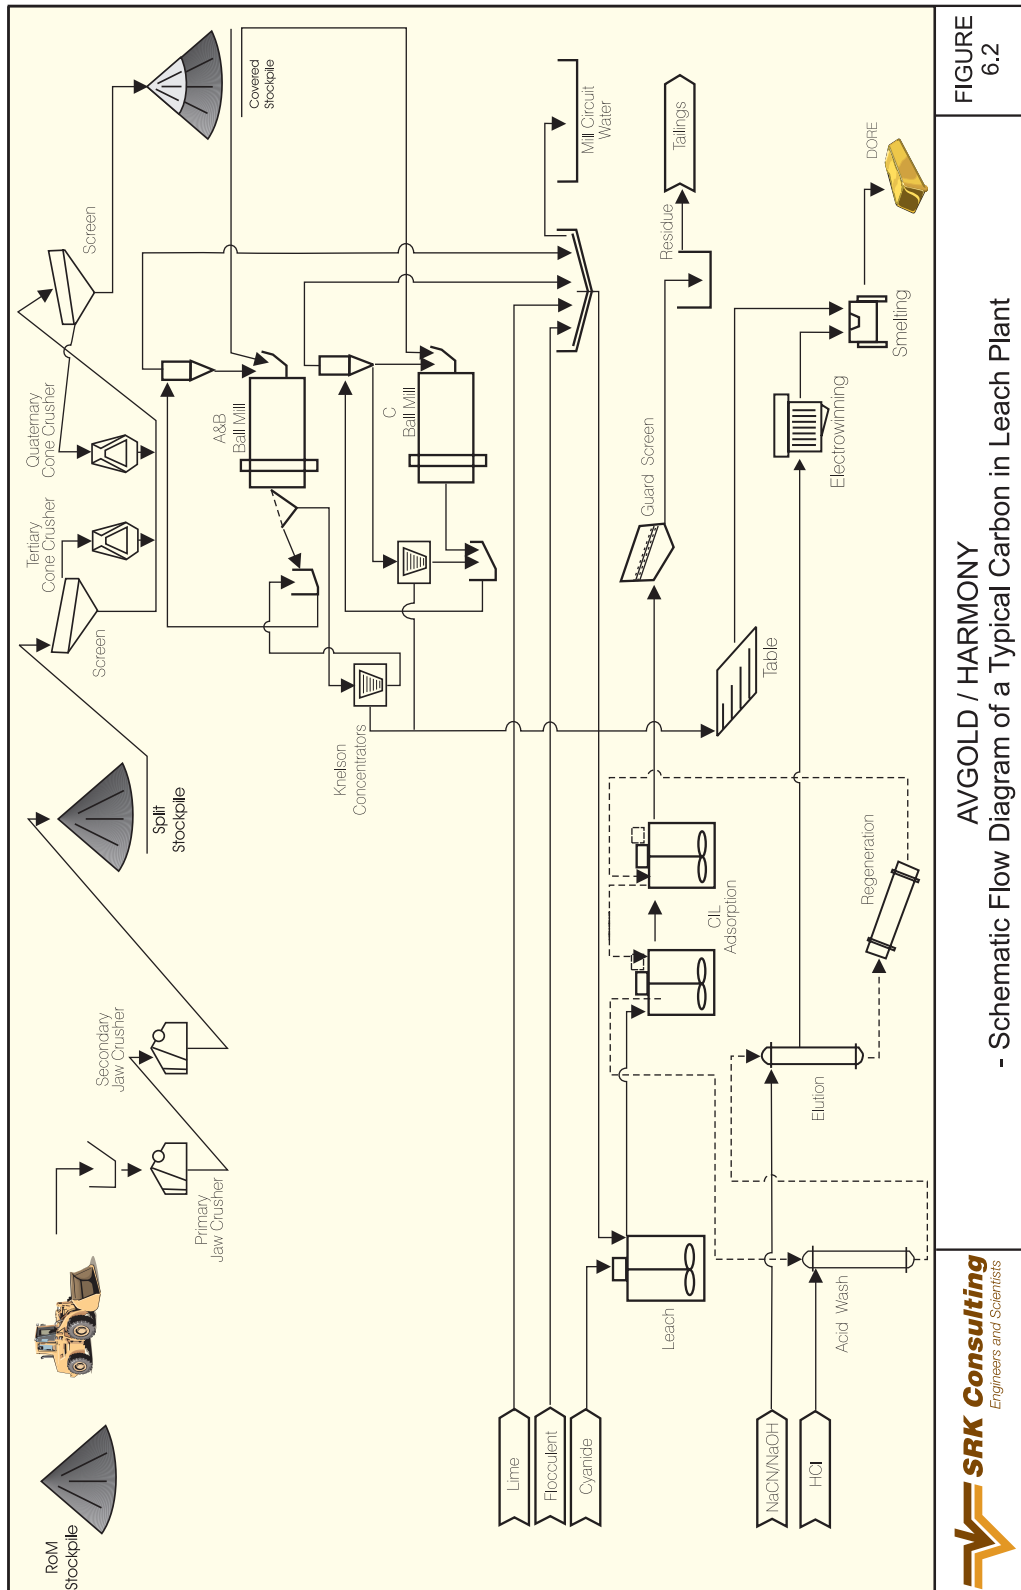 RoM
Stockpile
Primary
Jaw Crusher
Secondary
Jaw Crusher
Split
Stockpile
Screen
Tertiary
Cone Crusher
Quaternary
Cone Crusher
Screen
Covered
Stockpile
Knelson
Concentrators
A&B
Ball Mill
C
Ball Mill
Mill Circuit
Water
Lime
Flocculent
Cyanide
Leach
CIL
Adsorption
Guard Screen
Residue
Tailings
NaCN/NaOH
HCl
Acid Wash
Elution
Regeneration
Table
Electrowinning
Smelting
DORE
SRK Consulting
Engineers and Scientists
AVGOLD / HARMONY
- Schematic Flow Diagram of a Typical Carbon in Leach Plant
FIGURE
6.2